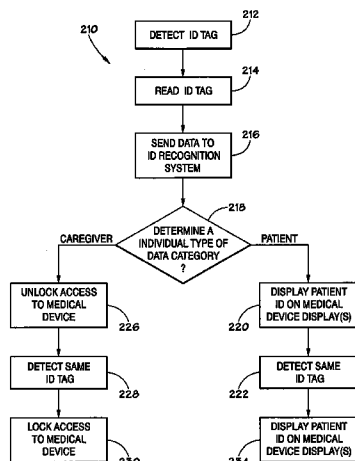 212
210
DETECT ID TAG
214
READ ID TAG
216
SEND DATA TO
ID RECOGNITION
SYSTEM
218
CAREGIVER
DETERMINE A
INDIVIDUAL TYPE OF
DATA CATEGORY
?
PATIENT
UNLOCK ACCESS
TO MEDICAL
DEVICE
226
DISPLAY PATIENT
ID ON MEDICAL
DEVICE DISPLAY(S)
220
DETECT SAME
ID TAG
228
DETECT SAME
ID TAG
222
LOCK ACCESS
TO MEDICAL
DEVICE
DISPLAY PATIENT
ID ON MEDICAL
DEVICE DISPLAY(S)